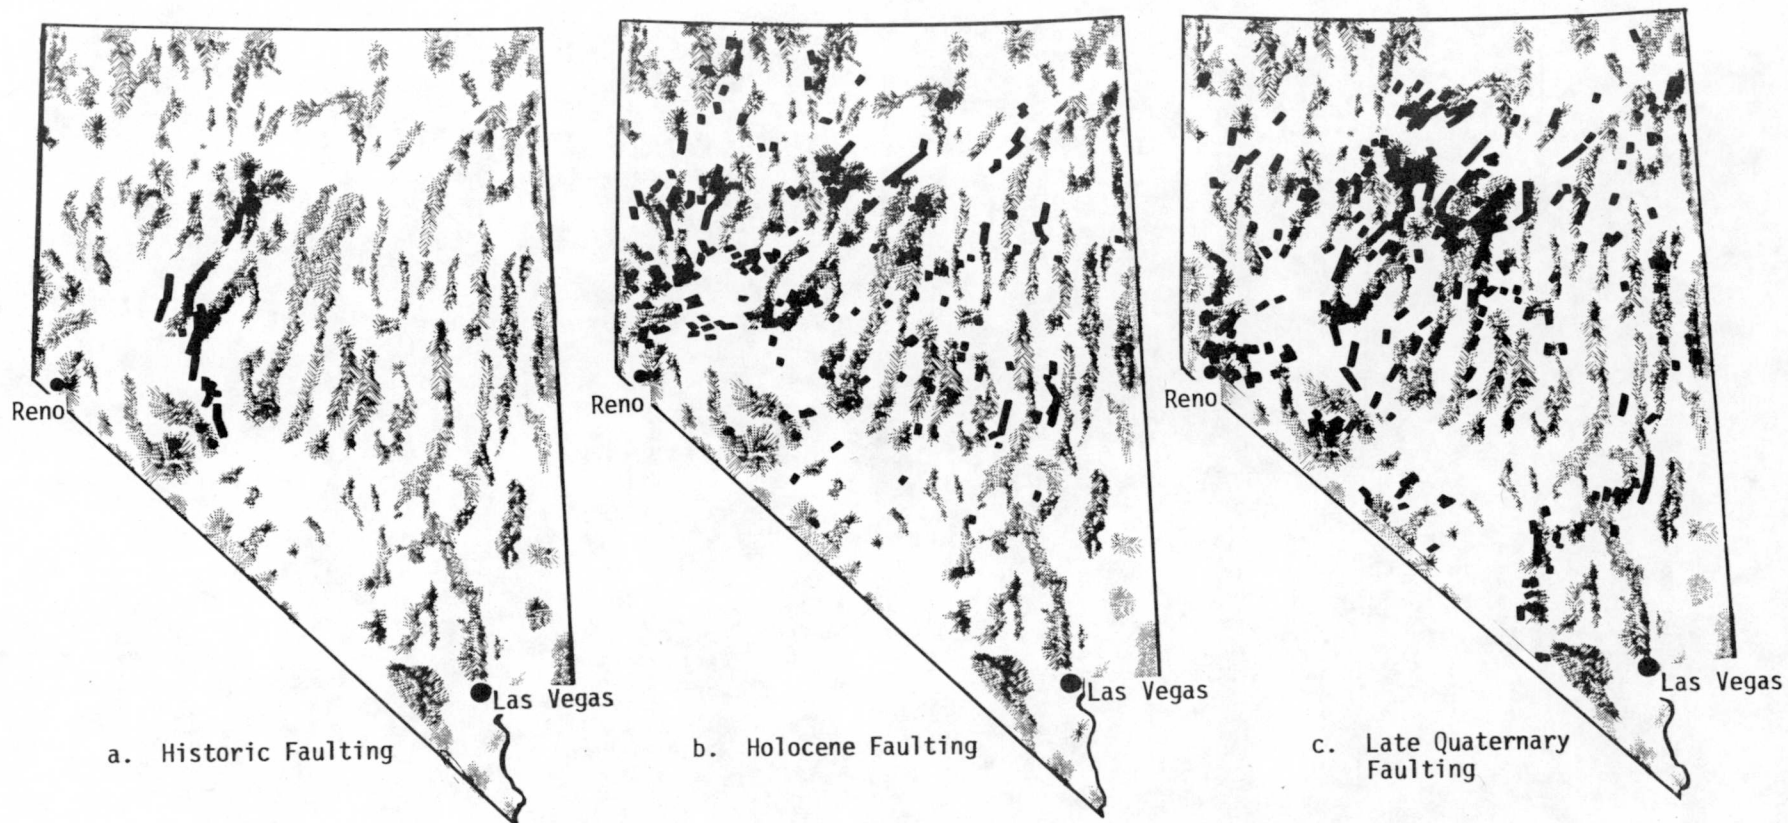 Reno
Las Vegas
a. Historic Faulting
Reno
Las Vegas
b. Holocene Faulting
Reno
Las Vegas
c. Late Quaternary
Faulting